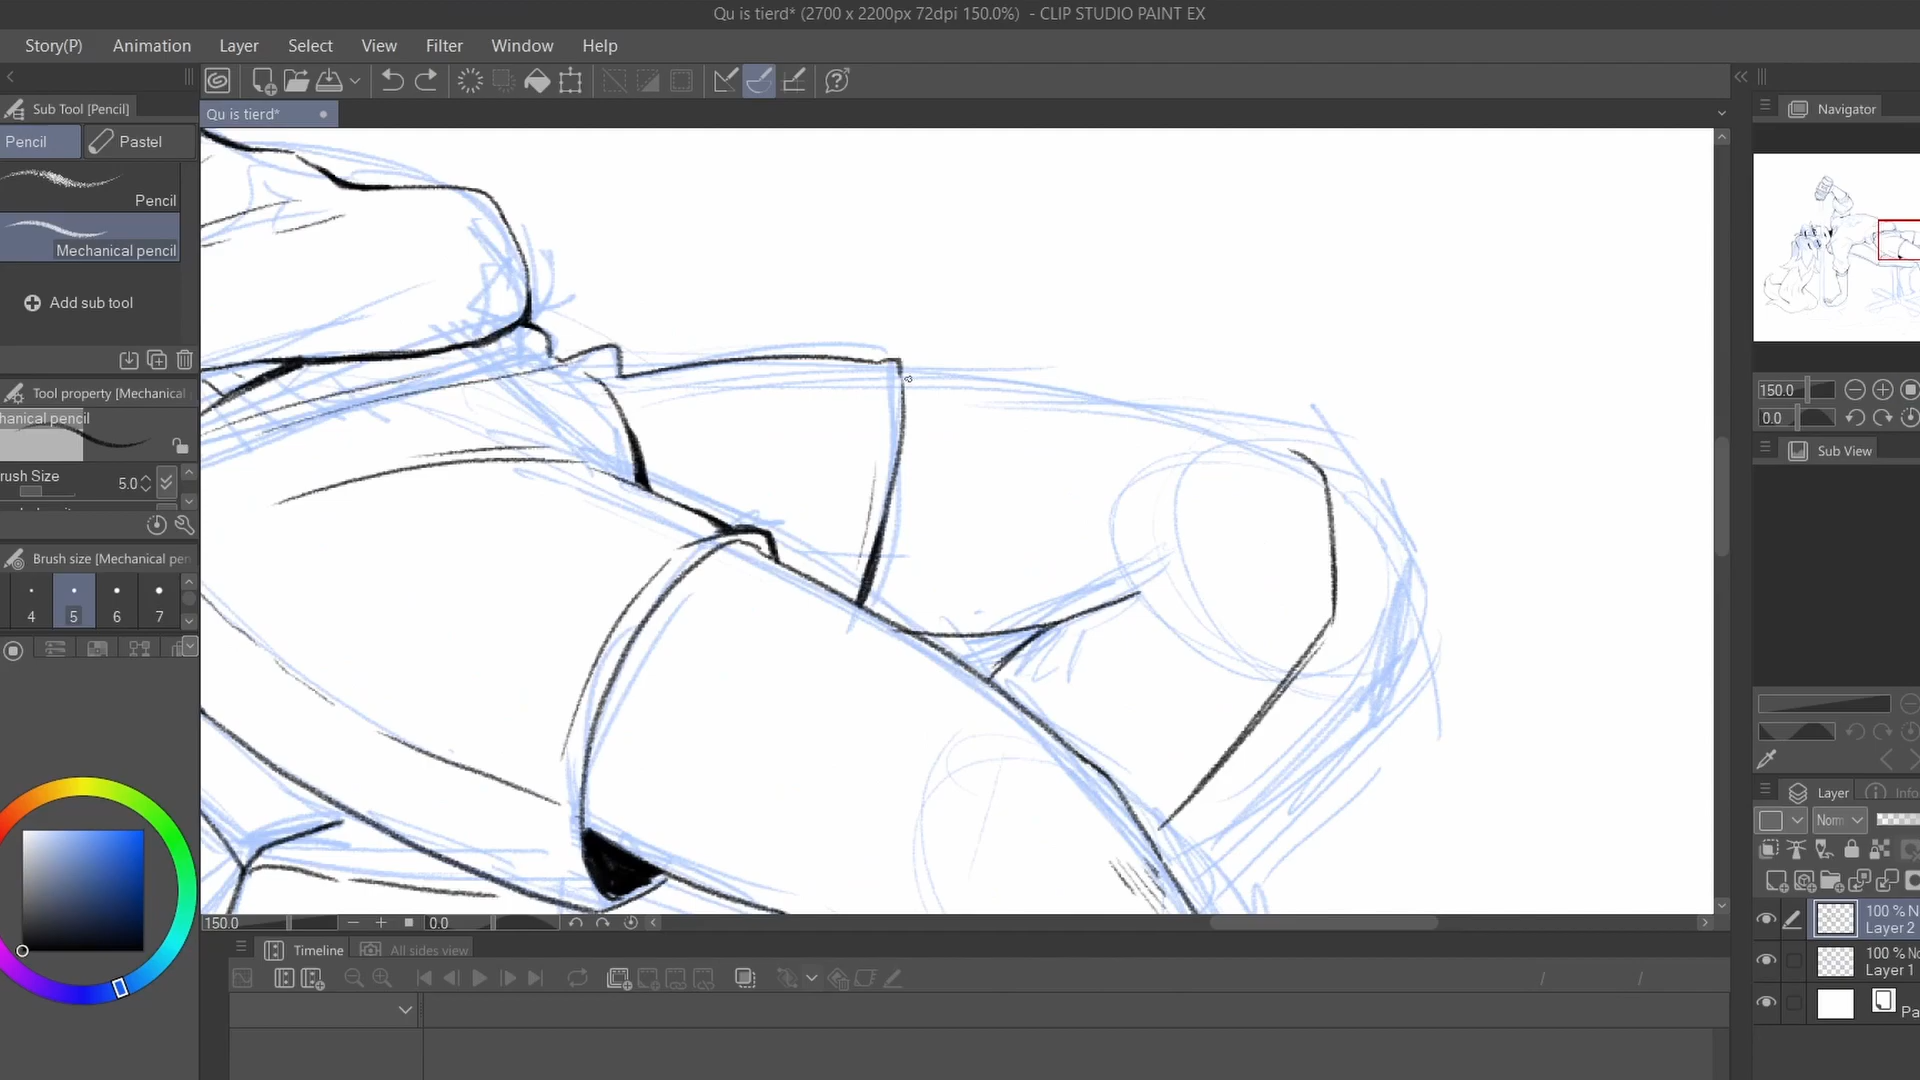 Qu is tierd* (2700 x 2200px 72dpi 150.0%) - CLIP STUDIO PAINT EX
Story(P) Animation Layer Select View Filter Window Help
Sub Tool [Pencil]
Qu is tierd*
Navigator
Pencil Pastel
Pencil
Mechanical pencil
Add sub tool
Tool property [Mechanical
hanical pencil
rush Size 5.0
Brush size [Mechanical pen
4 5 6 7
150.0
0.0
Sub View
Layer Info
Norm
100 % N
Layer 2
100 % No
Layer 1
Pa
150.0 0.0
Timeline All sides view
/ /